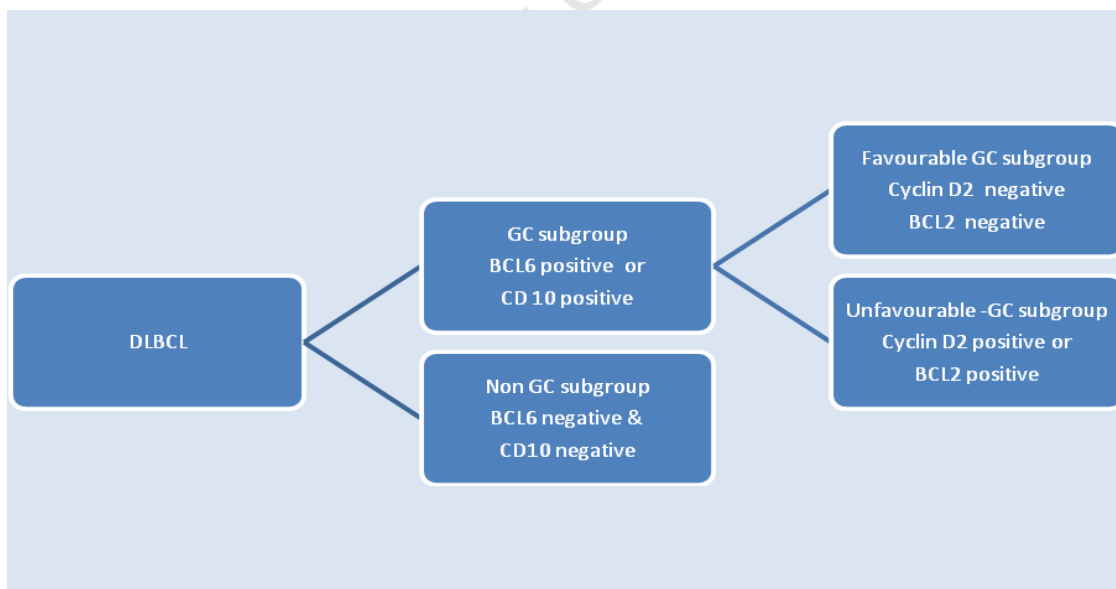 DLBCL
GC subgroup
BCL6 positive or
CD 10 positive
Non GC subgroup
BCL6 negative &
CD10 negative
Favourable GC subgroup
Cyclin D2 negative
BCL2 negative
Unfavourable -GC subgroup
Cyclin D2 positive or
BCL2 positive